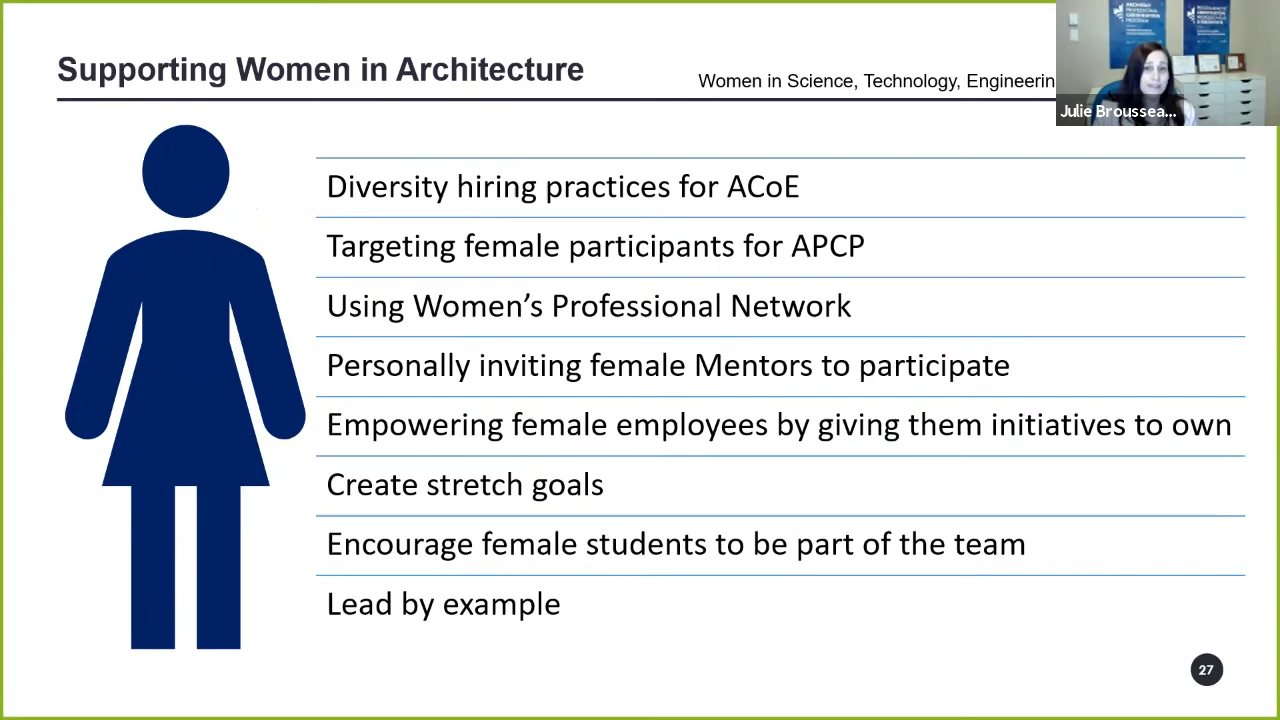 Supporting Women in Architecture
Women in Science, Technology, Engineerin
Julie Broussea...
Diversity hiring practices for ACoE
Targeting female participants for APCP
Using Women’s Professional Network
Personally inviting female Mentors to participate
Empowering female employees by giving them initiatives to own
Create stretch goals
Encourage female students to be part of the team
Lead by example
27